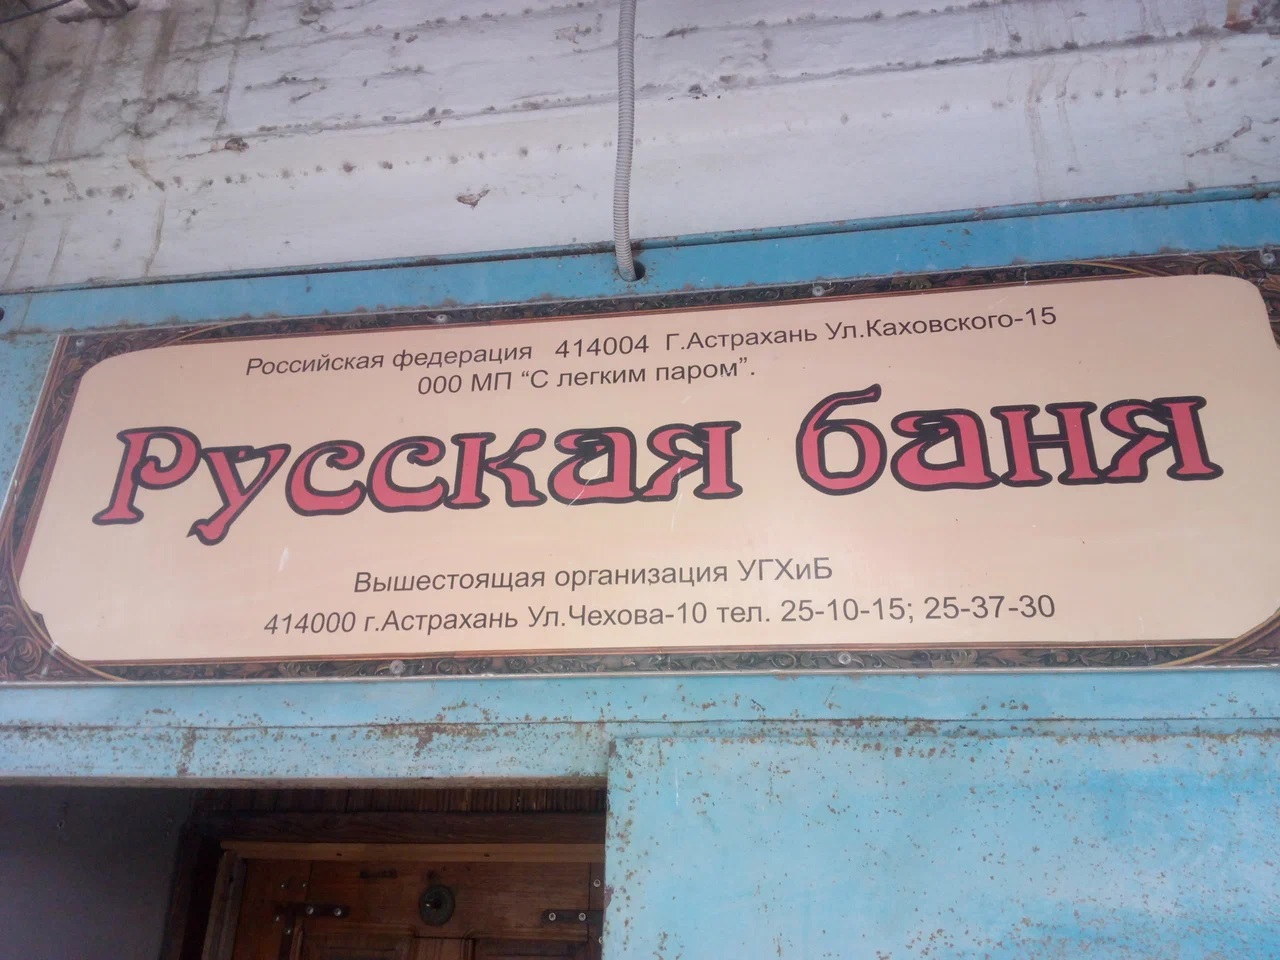 Российская федерация 414004 Г.Астрахань Ул.Каховского-15
ООО МП "С легким паром".
Русская баня
Вышестоящая организация УГХиБ
414000 г.Астрахань Ул.Чехова-10 тел. 25-10-15; 25-37-30